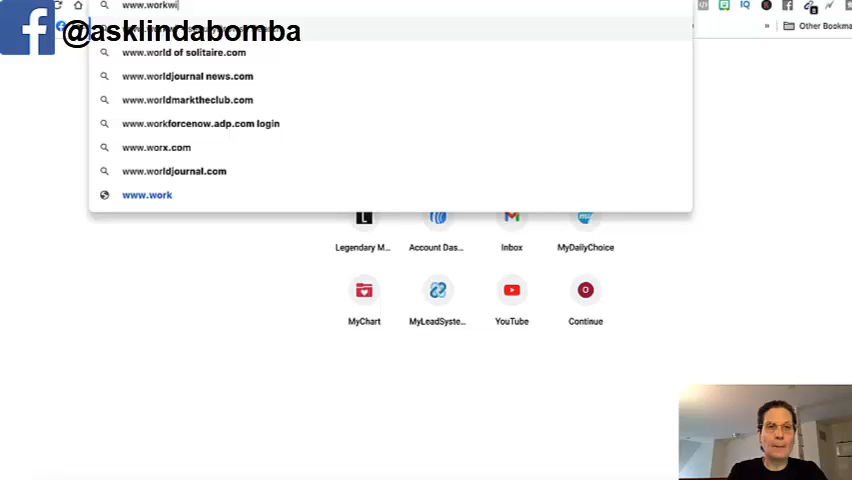 www.workwi
Other Bookma
@asklindabomba
www.world of solitaire.com
www.worldjournal news.com
www.worldmarktheclub.com
www.workforcenow.adp.com login
www.worx.com
www.worldjournal.com
www.work
Legendary M... Account Das... Inbox MyDailyChoice
MyChart MyLeadSyste... YouTube Continue